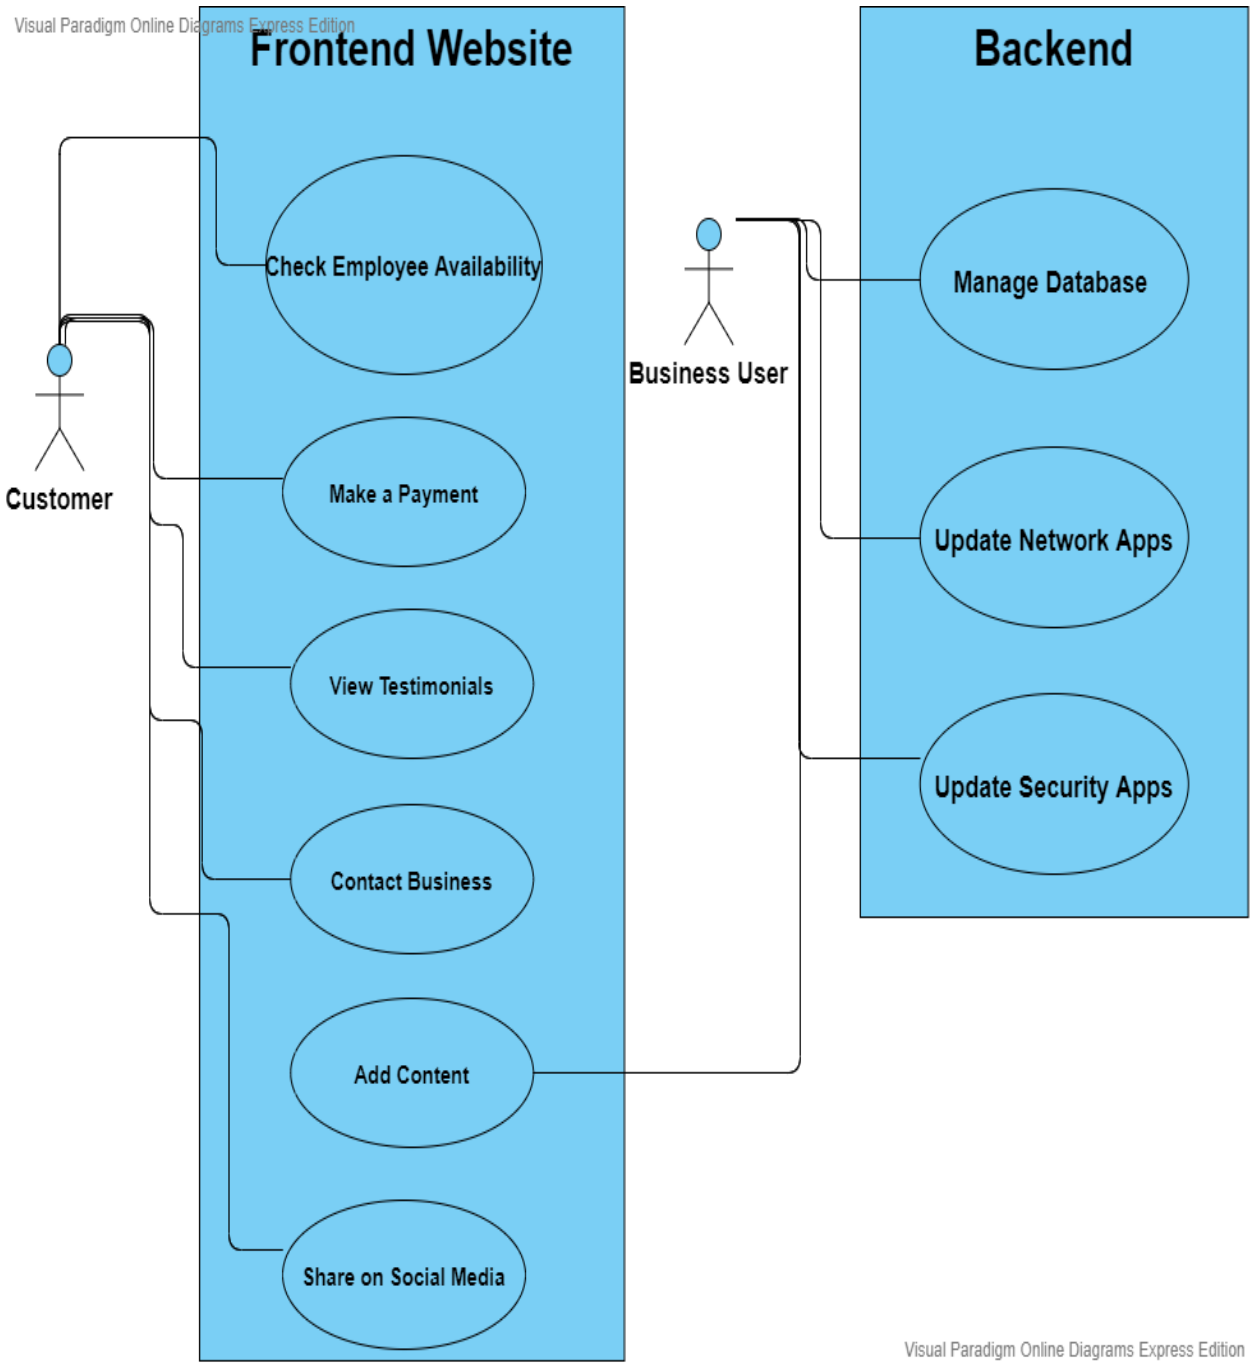 Visual Paradigm Online Diagrams Express Edition
Frontend Website
Backend
Check Employee Availability
Manage Database
Business User
Customer
Make a Payment
Update Network Apps
View Testimonials
Update Security Apps
Contact Business
Add Content
Share on Social Media
Visual Paradigm Online Diagrams Express Edition